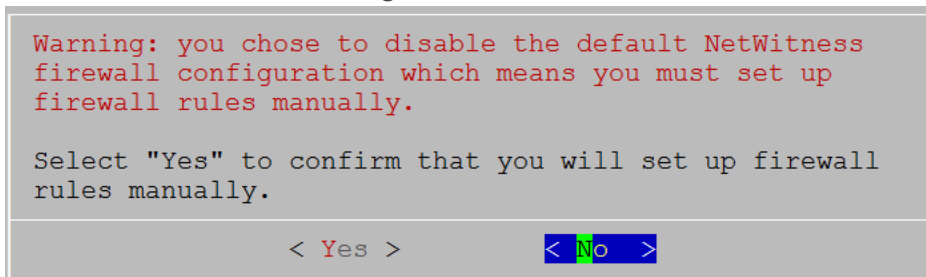 Warning: you chose to disable the default NetWitness
firewall configuration which means you must set up
firewall rules manually.
Select "Yes" to confirm that you will set up firewall
rules manually.
< Yes > < No >